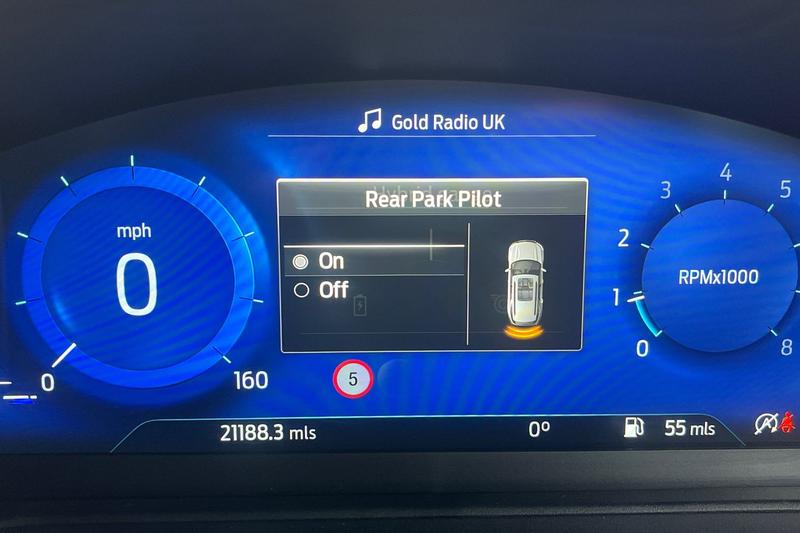 Gold Radio UK
Rear Park Pilot
On
Off
mph
0
0
160
5
0
1
2
3
4
5
8
RPMx1000
21188.3 mls
0°
55 mls